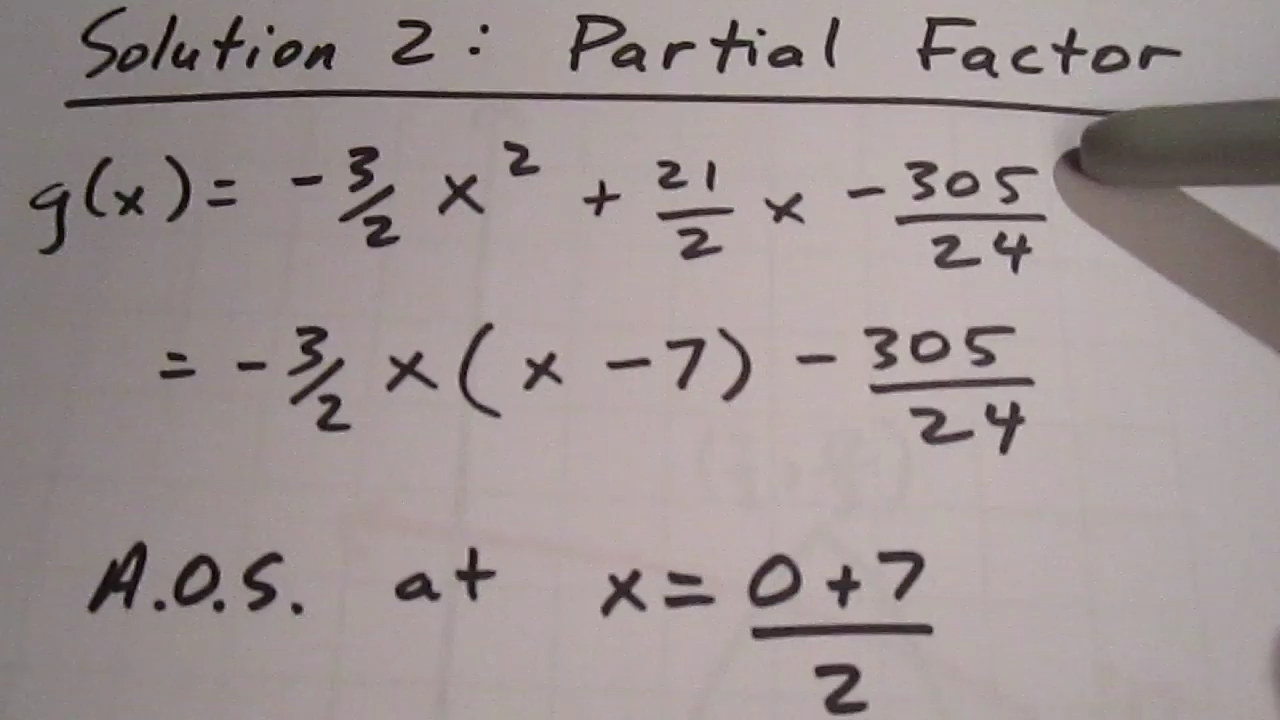 Solution 2: Partial Factor
g(x) = -3/2 x² + 21/2 x - 305/24
= -3/2 x(x - 7) - 305/24
A.O.S. at x = 0+7/2